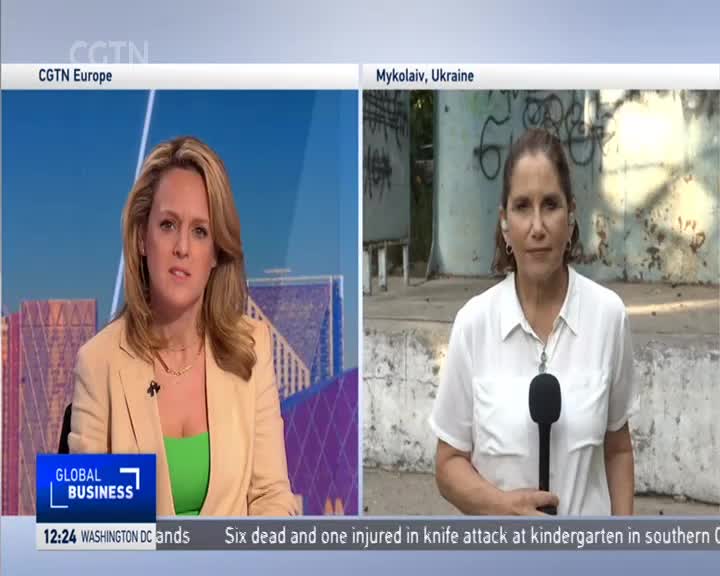 CGTN
CGTN Europe
Mykolaiv, Ukraine
GLOBAL
BUSINESS
12:24 WASHINGTON DC
ands Six dead and one injured in knife attack at kindergarten in southern